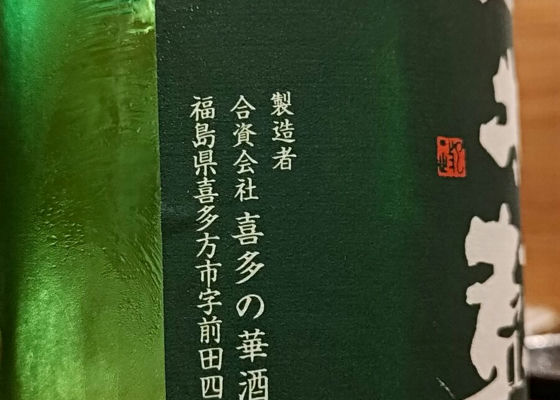 製造者
合資会社 喜多の華酒
福島県喜多方市字前田四